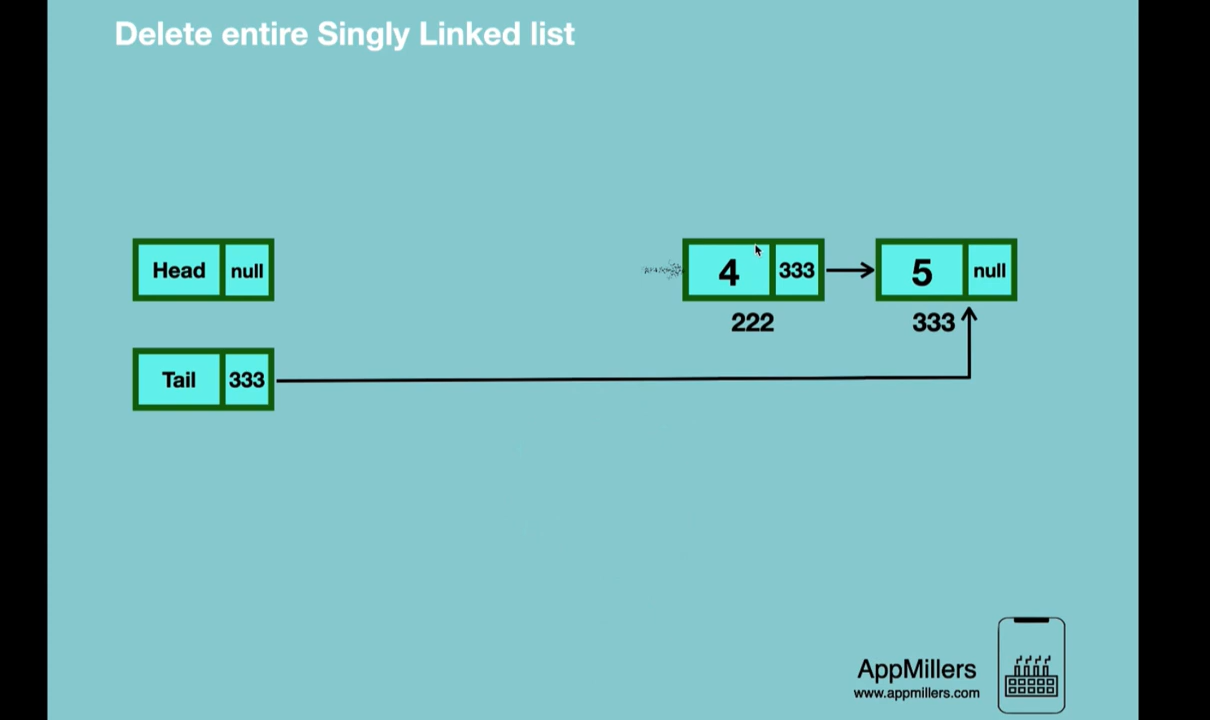 Delete entire Singly Linked list
Head null
4 333
5 null
222
333
Tail 333
AppMillers
www.appmillers.com